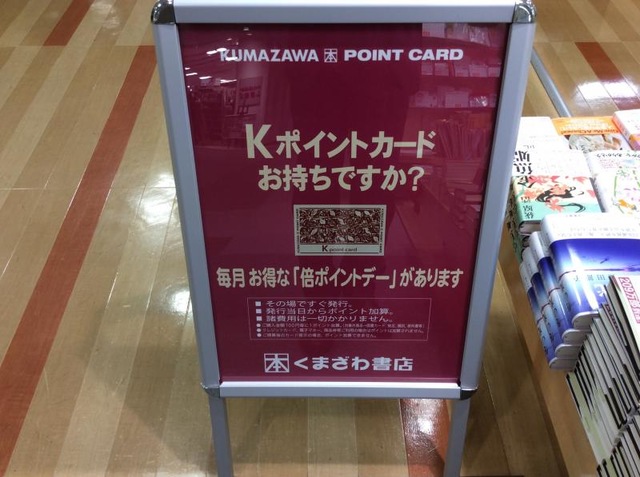 KUMAZAWA 本 POINT CARD
Kポイントカード
お持ちですか?
K point card
毎月 お得な「倍ポイントデー」があります
■ その場ですぐ発行。
■ 発行当日からポイント加算。
■ 諸費用は一切かかりません。
本 くまざわ書店